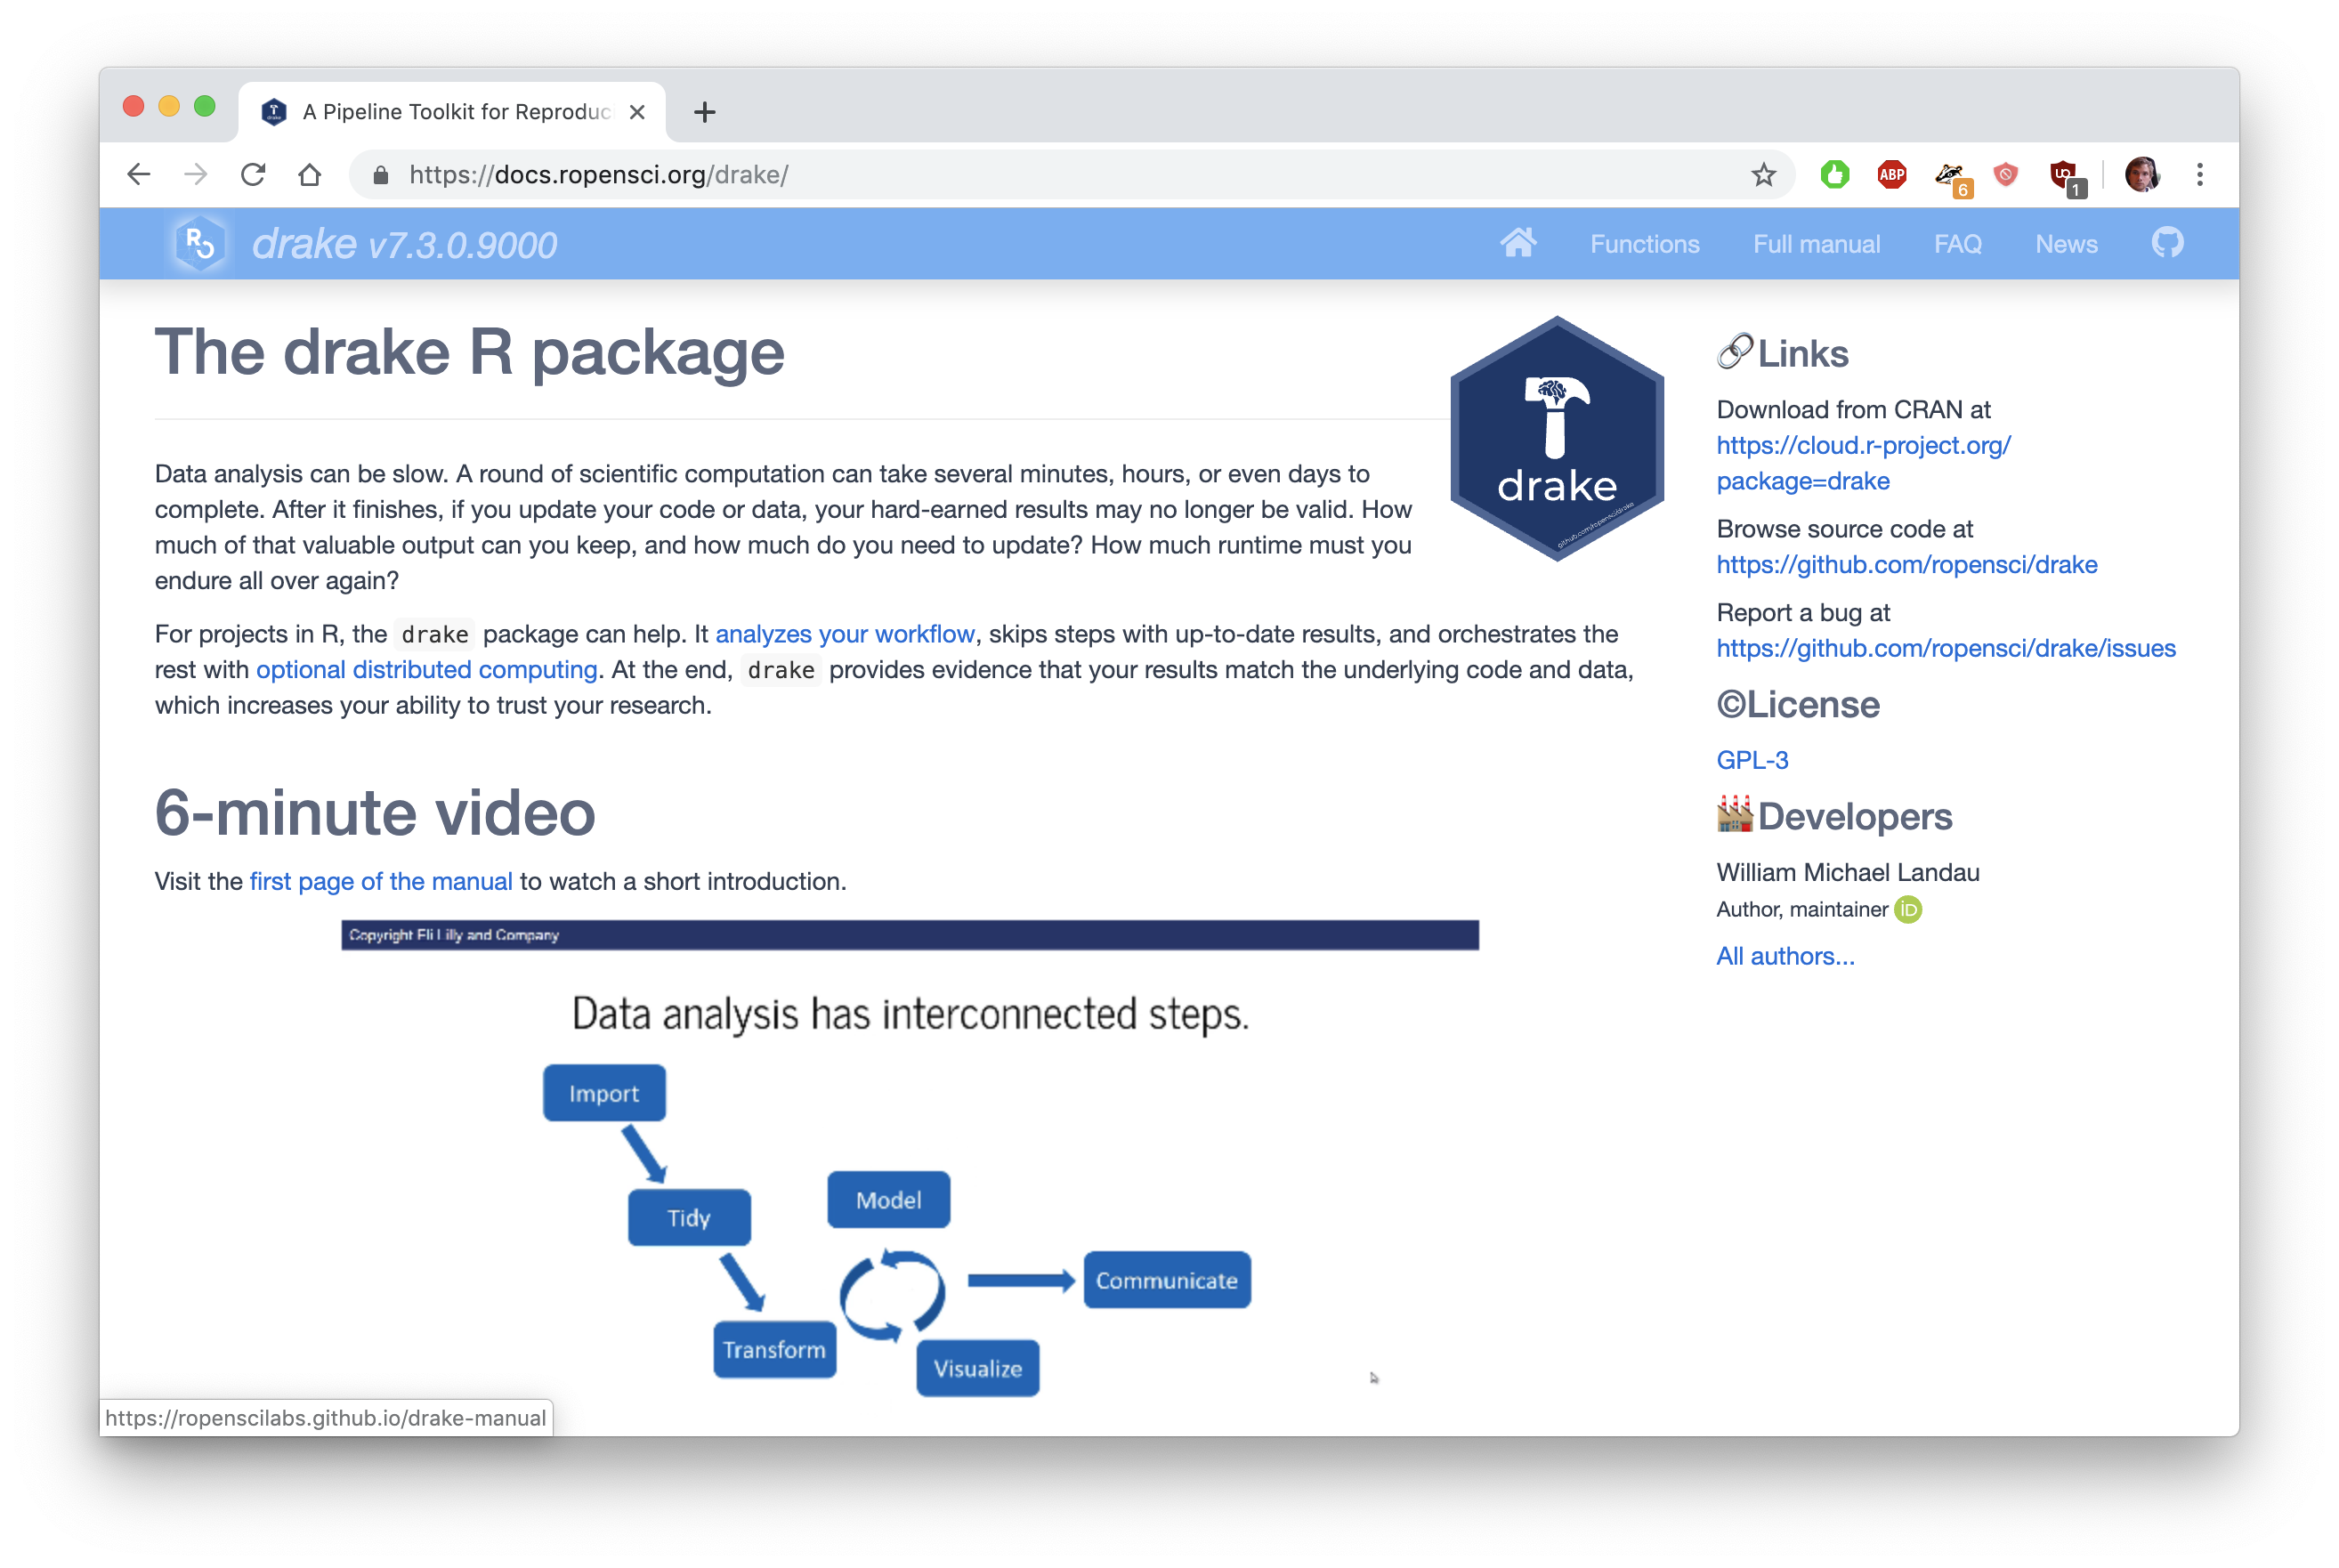 A Pipeline Toolkit for Reproduc
https://docs.ropensci.org/drake/
ABP
6
1
drake v7.3.0.9000
Functions
Full manual
FAQ
News
The drake R package
drake
github.com/ropensci/drake
Data analysis can be slow. A round of scientific computation can take several minutes, hours, or even days to
complete. After it finishes, if you update your code or data, your hard-earned results may no longer be valid. How
much of that valuable output can you keep, and how much do you need to update? How much runtime must you
endure all over again?
For projects in R, the drake package can help. It analyzes your workflow, skips steps with up-to-date results, and orchestrates the
rest with optional distributed computing. At the end, drake provides evidence that your results match the underlying code and data,
which increases your ability to trust your research.
6-minute video
Visit the first page of the manual to watch a short introduction.
Copyright Eli Lilly and Company
Data analysis has interconnected steps.
Import
Tidy
Model
Communicate
Transform
Visualize
Links
Download from CRAN at
https://cloud.r-project.org/
package=drake
Browse source code at
https://github.com/ropensci/drake
Report a bug at
https://github.com/ropensci/drake/issues
©License
GPL-3
Developers
William Michael Landau
Author, maintainer iD
All authors...
https://ropenscilabs.github.io/drake-manual